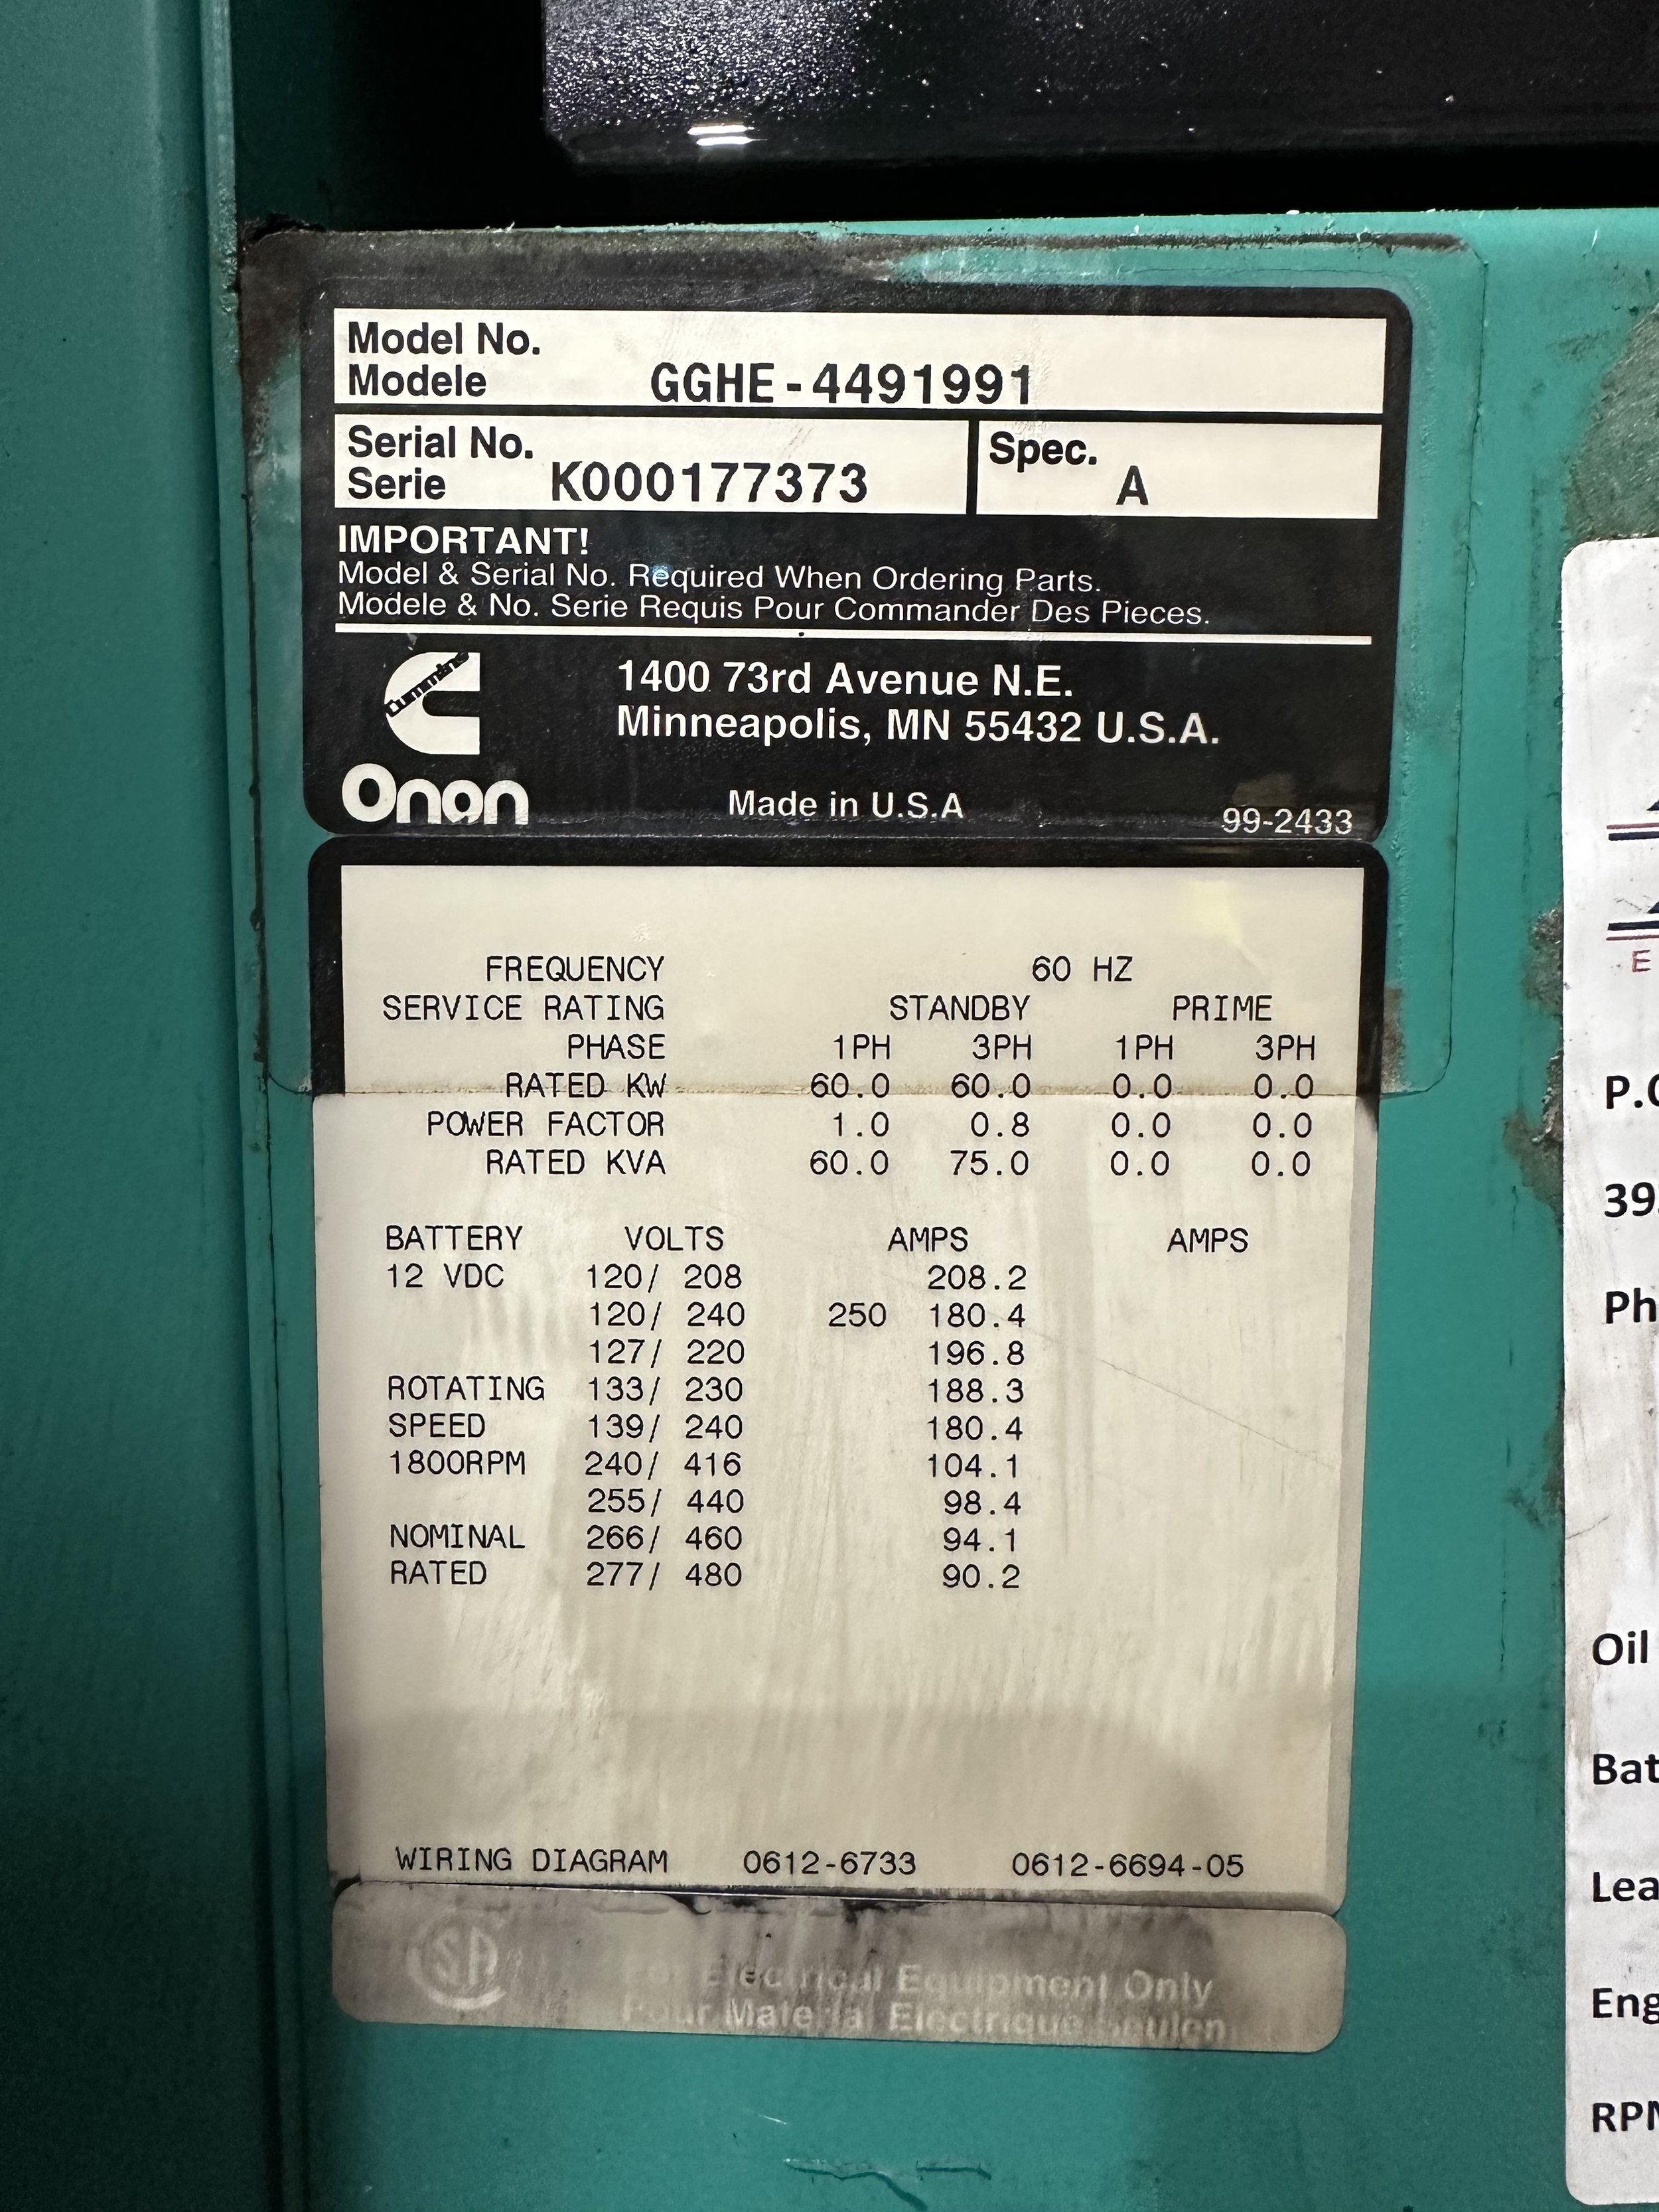 Model No.
Modele GGHE-4491991
Serial No.
Serie K000177373
Spec.
A
IMPORTANT!
Model & Serial No. Required When Ordering Parts.
Modele & No. Serie Requis Pour Commander Des Pieces.
Cummins
Onan
1400 73rd Avenue N.E.
Minneapolis, MN 55432 U.S.A.
Made in U.S.A
99-2433
FREQUENCY 60 HZ
SERVICE RATING STANDBY PRIME
PHASE 1PH 3PH 1PH 3PH
RATED KW 60.0 60.0 0.0 0.0
POWER FACTOR 1.0 0.8 0.0 0.0
RATED KVA 60.0 75.0 0.0 0.0
BATTERY VOLTS AMPS AMPS
12 VDC 120/ 208 208.2
120/ 240 250 180.4
127/ 220 196.8
ROTATING 133/ 230 188.3
SPEED 139/ 240 180.4
1800RPM 240/ 416 104.1
255/ 440 98.4
NOMINAL 266/ 460 94.1
RATED 277/ 480 90.2
WIRING DIAGRAM 0612-6733 0612-6694-05
SA
For Electrical Equipment Only
Pour Material Electrique
E
P.O
39
Ph
Oil
Bat
Lea
Eng
RPM